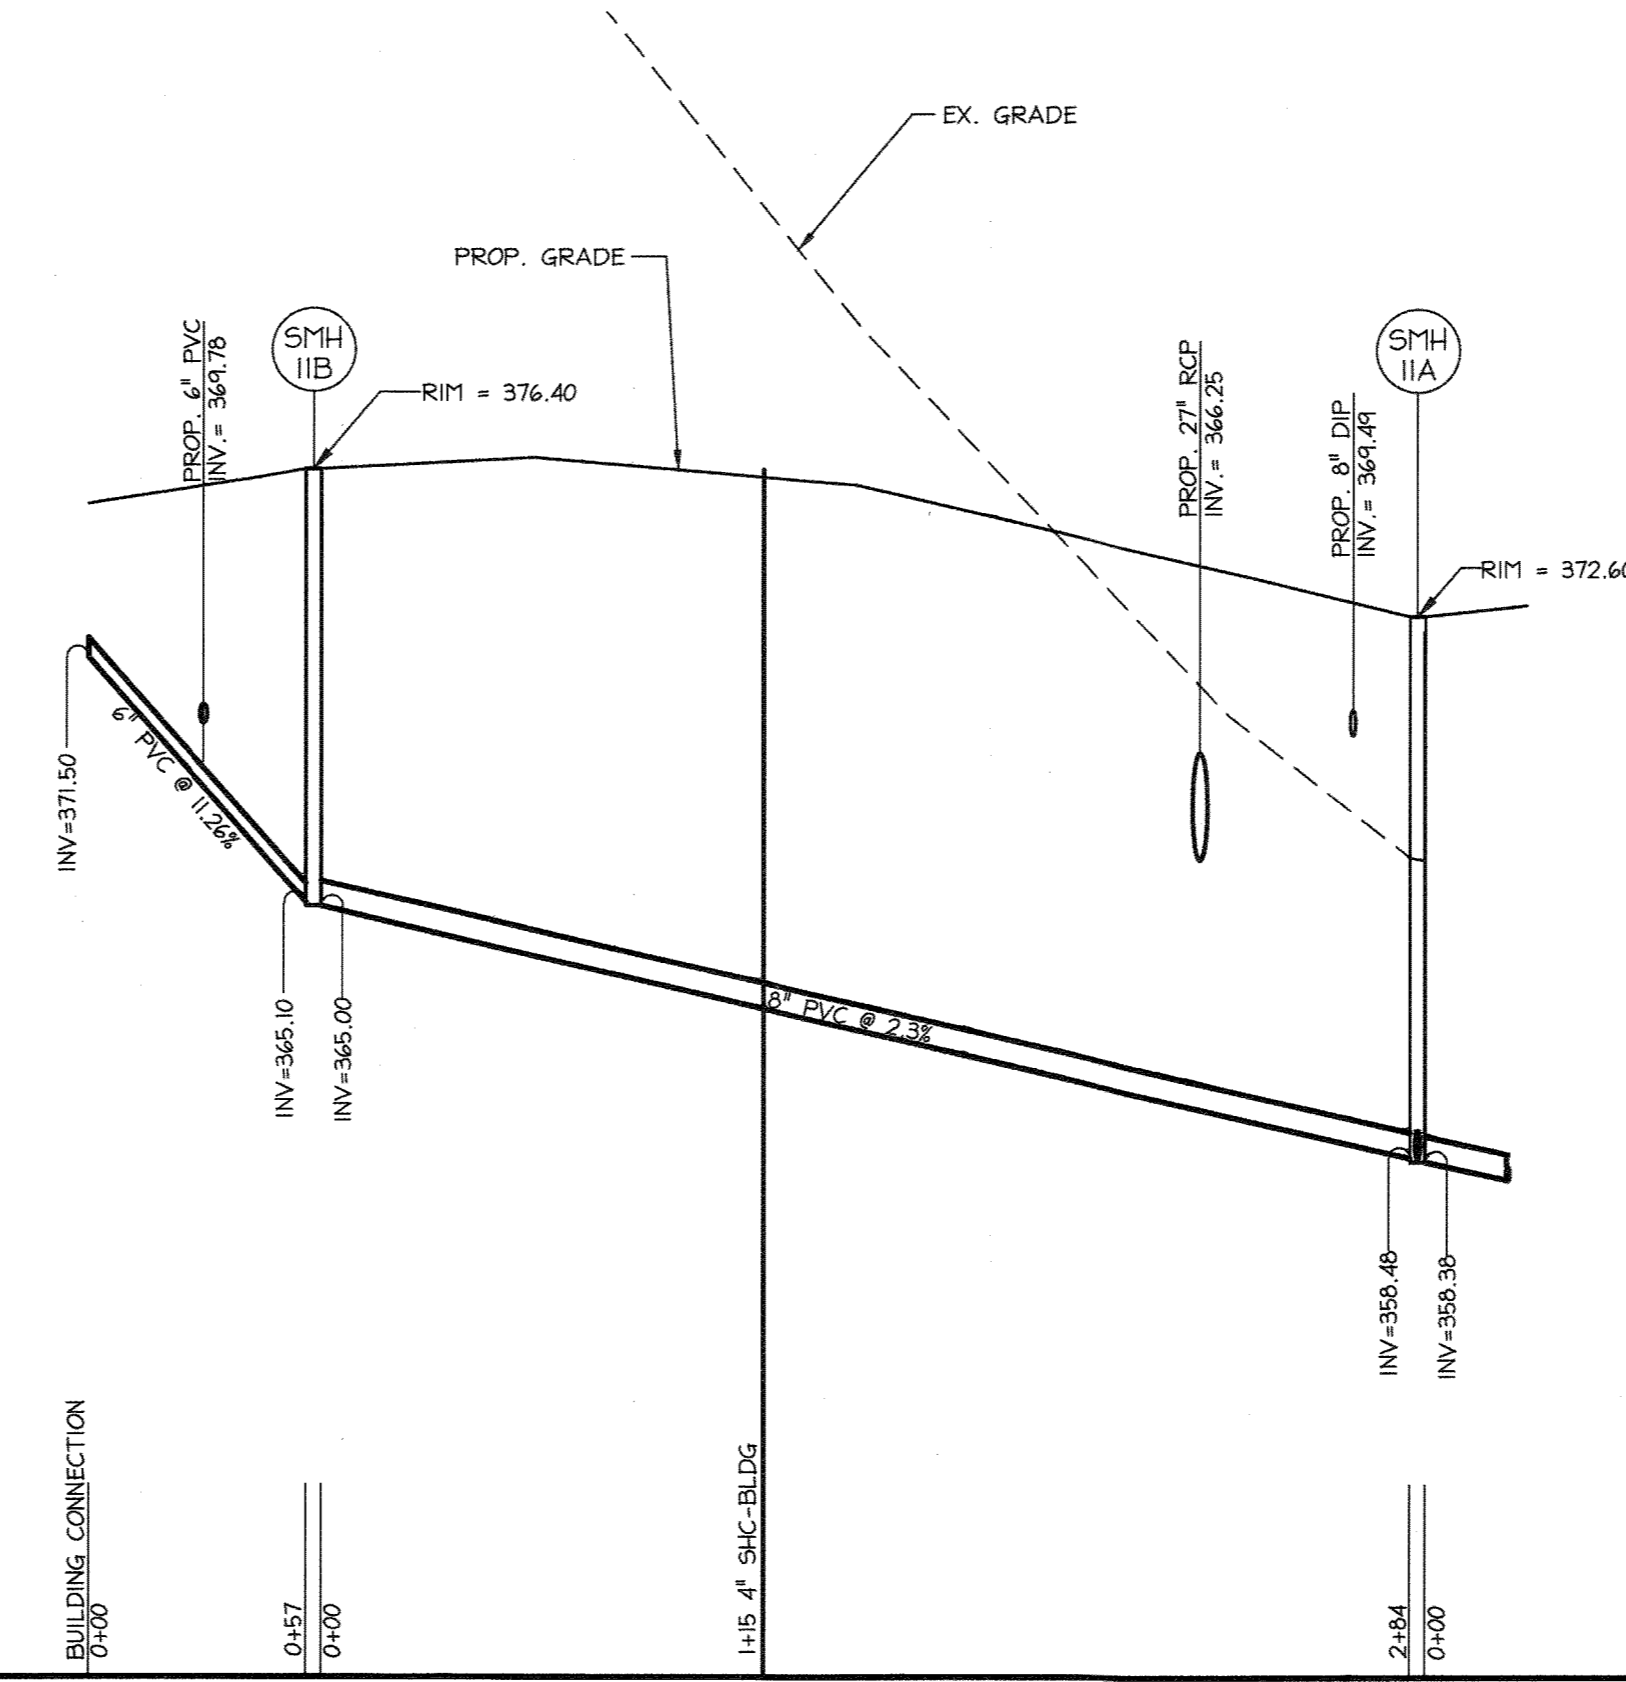 EX. GRADE
PROP. GRADE
SMH
11B
RIM = 376.40
PROP. 6" PVC
INV.= 369.78
SMH
11A
RIM = 372.60
PROP. 27" RCP
INV. = 366.25
PROP. 8" DIP
INV.= 369.49
INV=371.50
6" PVC @ 11.26%
INV=365.10
INV=365.00
8" PVC @ 2.3%
INV=358.48
INV=358.38
BUILDING CONNECTION
0+00
0+57
0+00
1+15 4" SHC-BLDG
2+84
0+00